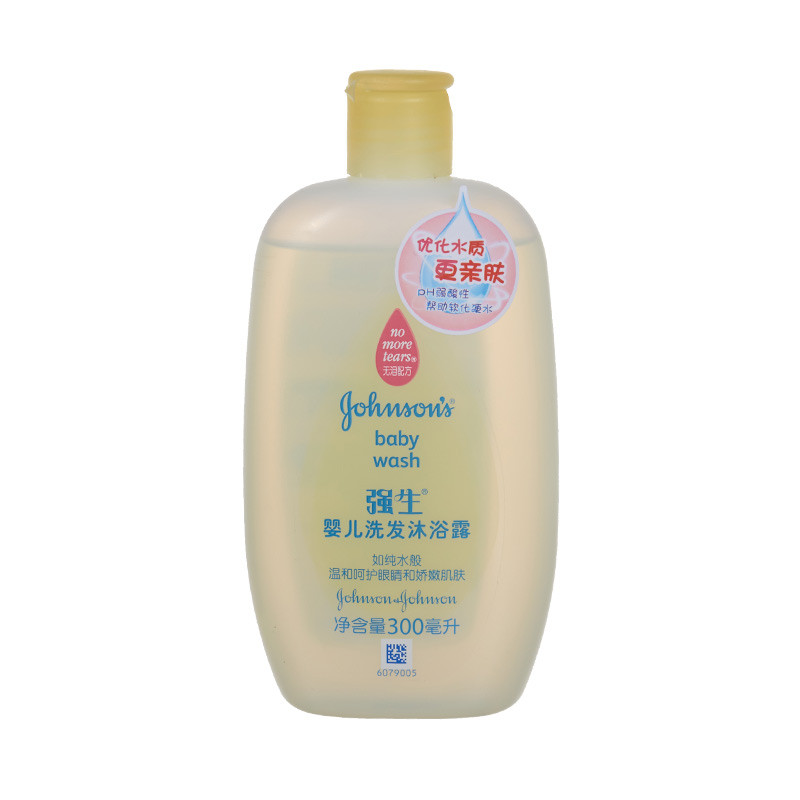 优化水质
更亲肤
pH弱酸性
帮助软化硬水
no
more
tears®
无泪配方
Johnson's®
baby
wash
强生®
婴儿洗发沐浴露
如纯水般
温和呵护眼睛和娇嫩肌肤
Johnson & Johnson
净含量300毫升
6079005